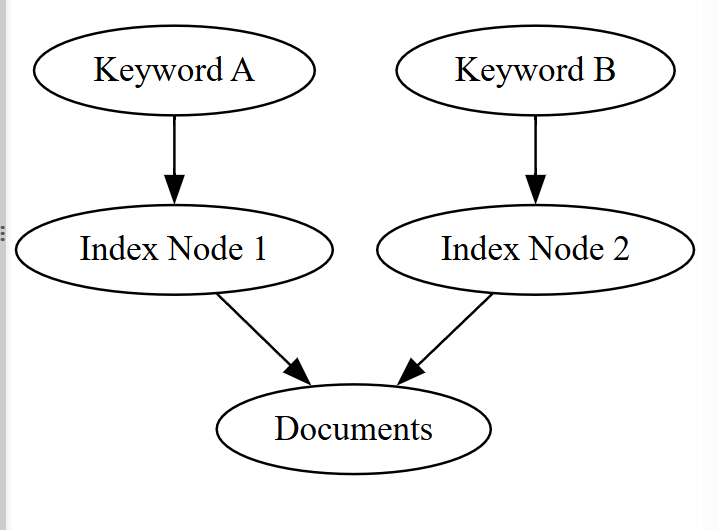 Keyword A
Keyword B
Index Node 1
Index Node 2
Documents